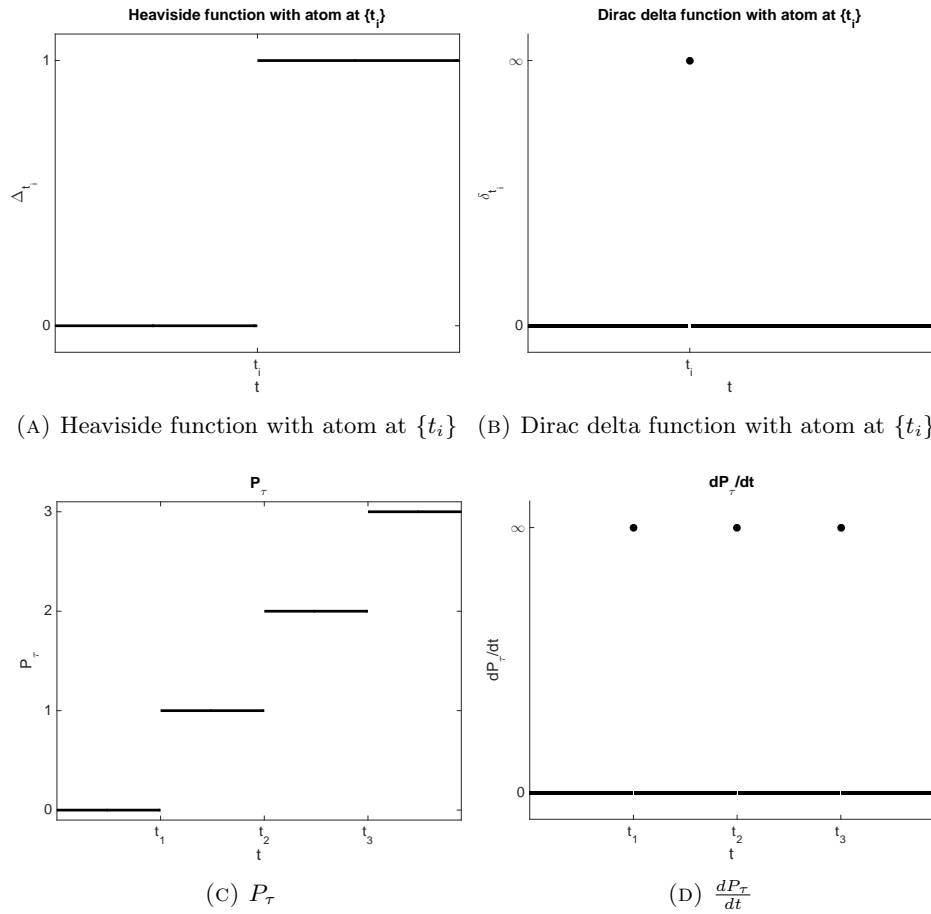 Heaviside function with atom at {t_i}
1
Δ_{t_i}
0
t_i
t
(A) Heaviside function with atom at {t_i}
Dirac delta function with atom at {t_i}
∞
δ_{t_i}
0
t_i
t
(B) Dirac delta function with atom at {t_i}
P_τ
3
2
P_τ
1
0
t_1 t_2 t_3
t
(C) P_τ
dP_τ/dt
∞
dP_τ/dt
0
t_1 t_2 t_3
t
(D) \frac{dP_τ}{dt}